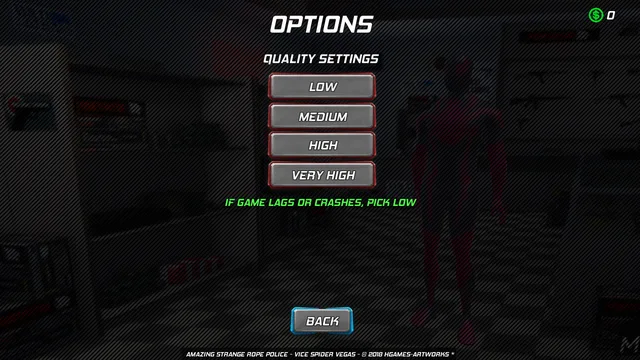 OPTIONS
0
QUALITY SETTINGS
LOW
MEDIUM
HIGH
VERY HIGH
IF GAME LAGS OR CRASHES, PICK LOW
BACK
AMAZING STRANGE ROPE POLICE - VICE SPIDER VEGAS - © 2018 HGAMES-ARTWORKS ®